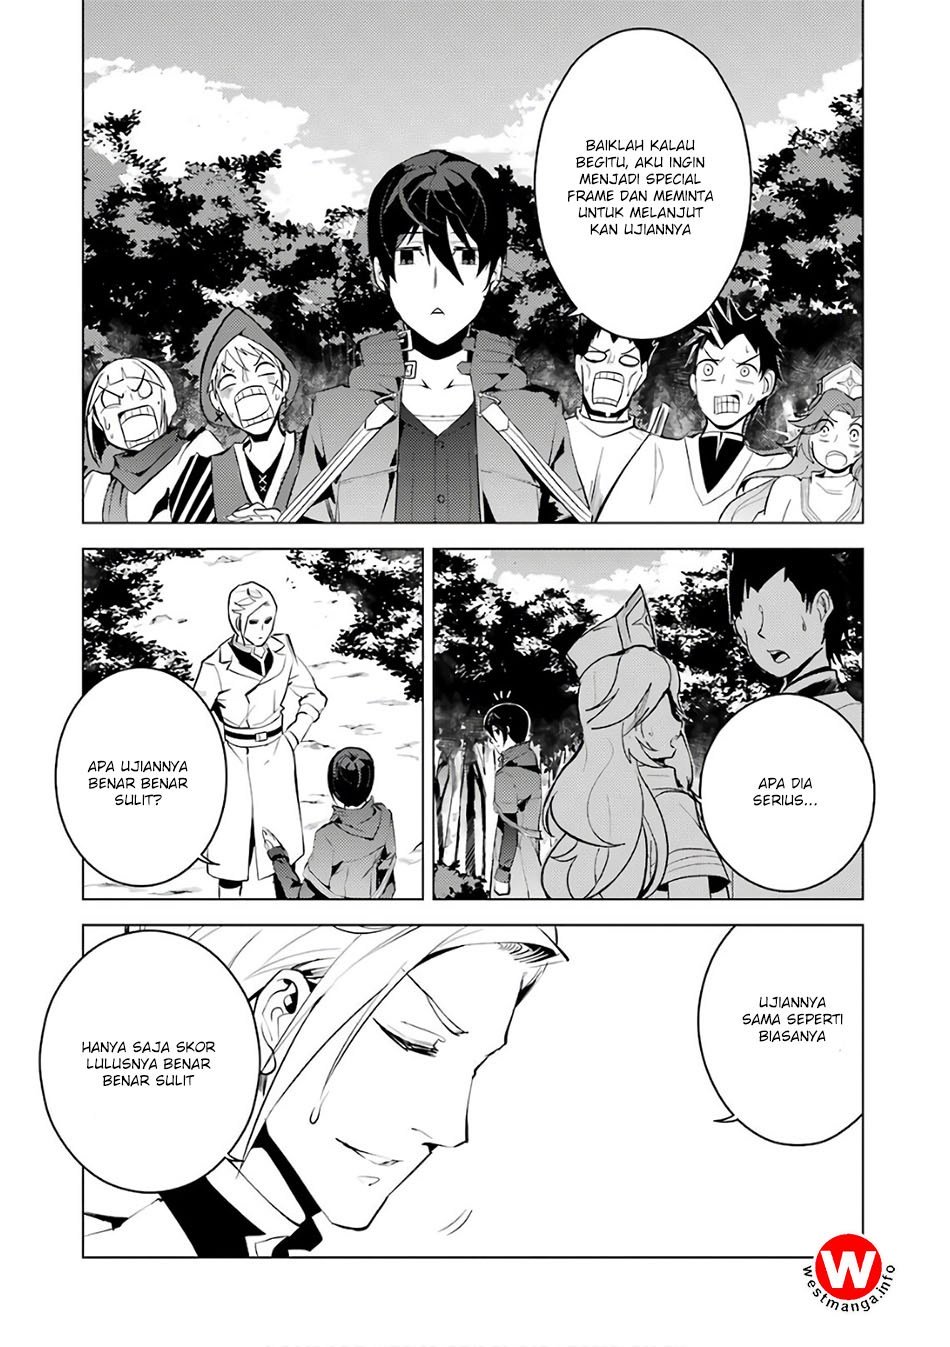 BAIKLAH KALAU
BEGITU, AKU INGIN
MENJADI SPECIAL
FRAME DAN MEMINTA
UNTUK MELANJUT
KAN UJIANNYA
APA DIA
SERIUS...
APA UJIANNYA
BENAR BENAR
SULIT?
UJIANNYA
SAMA SEPERTI
BIASANYA
HANYA SAJA SKOR
LULUSNYA BENAR
BENAR SULIT
W
westmanga.info